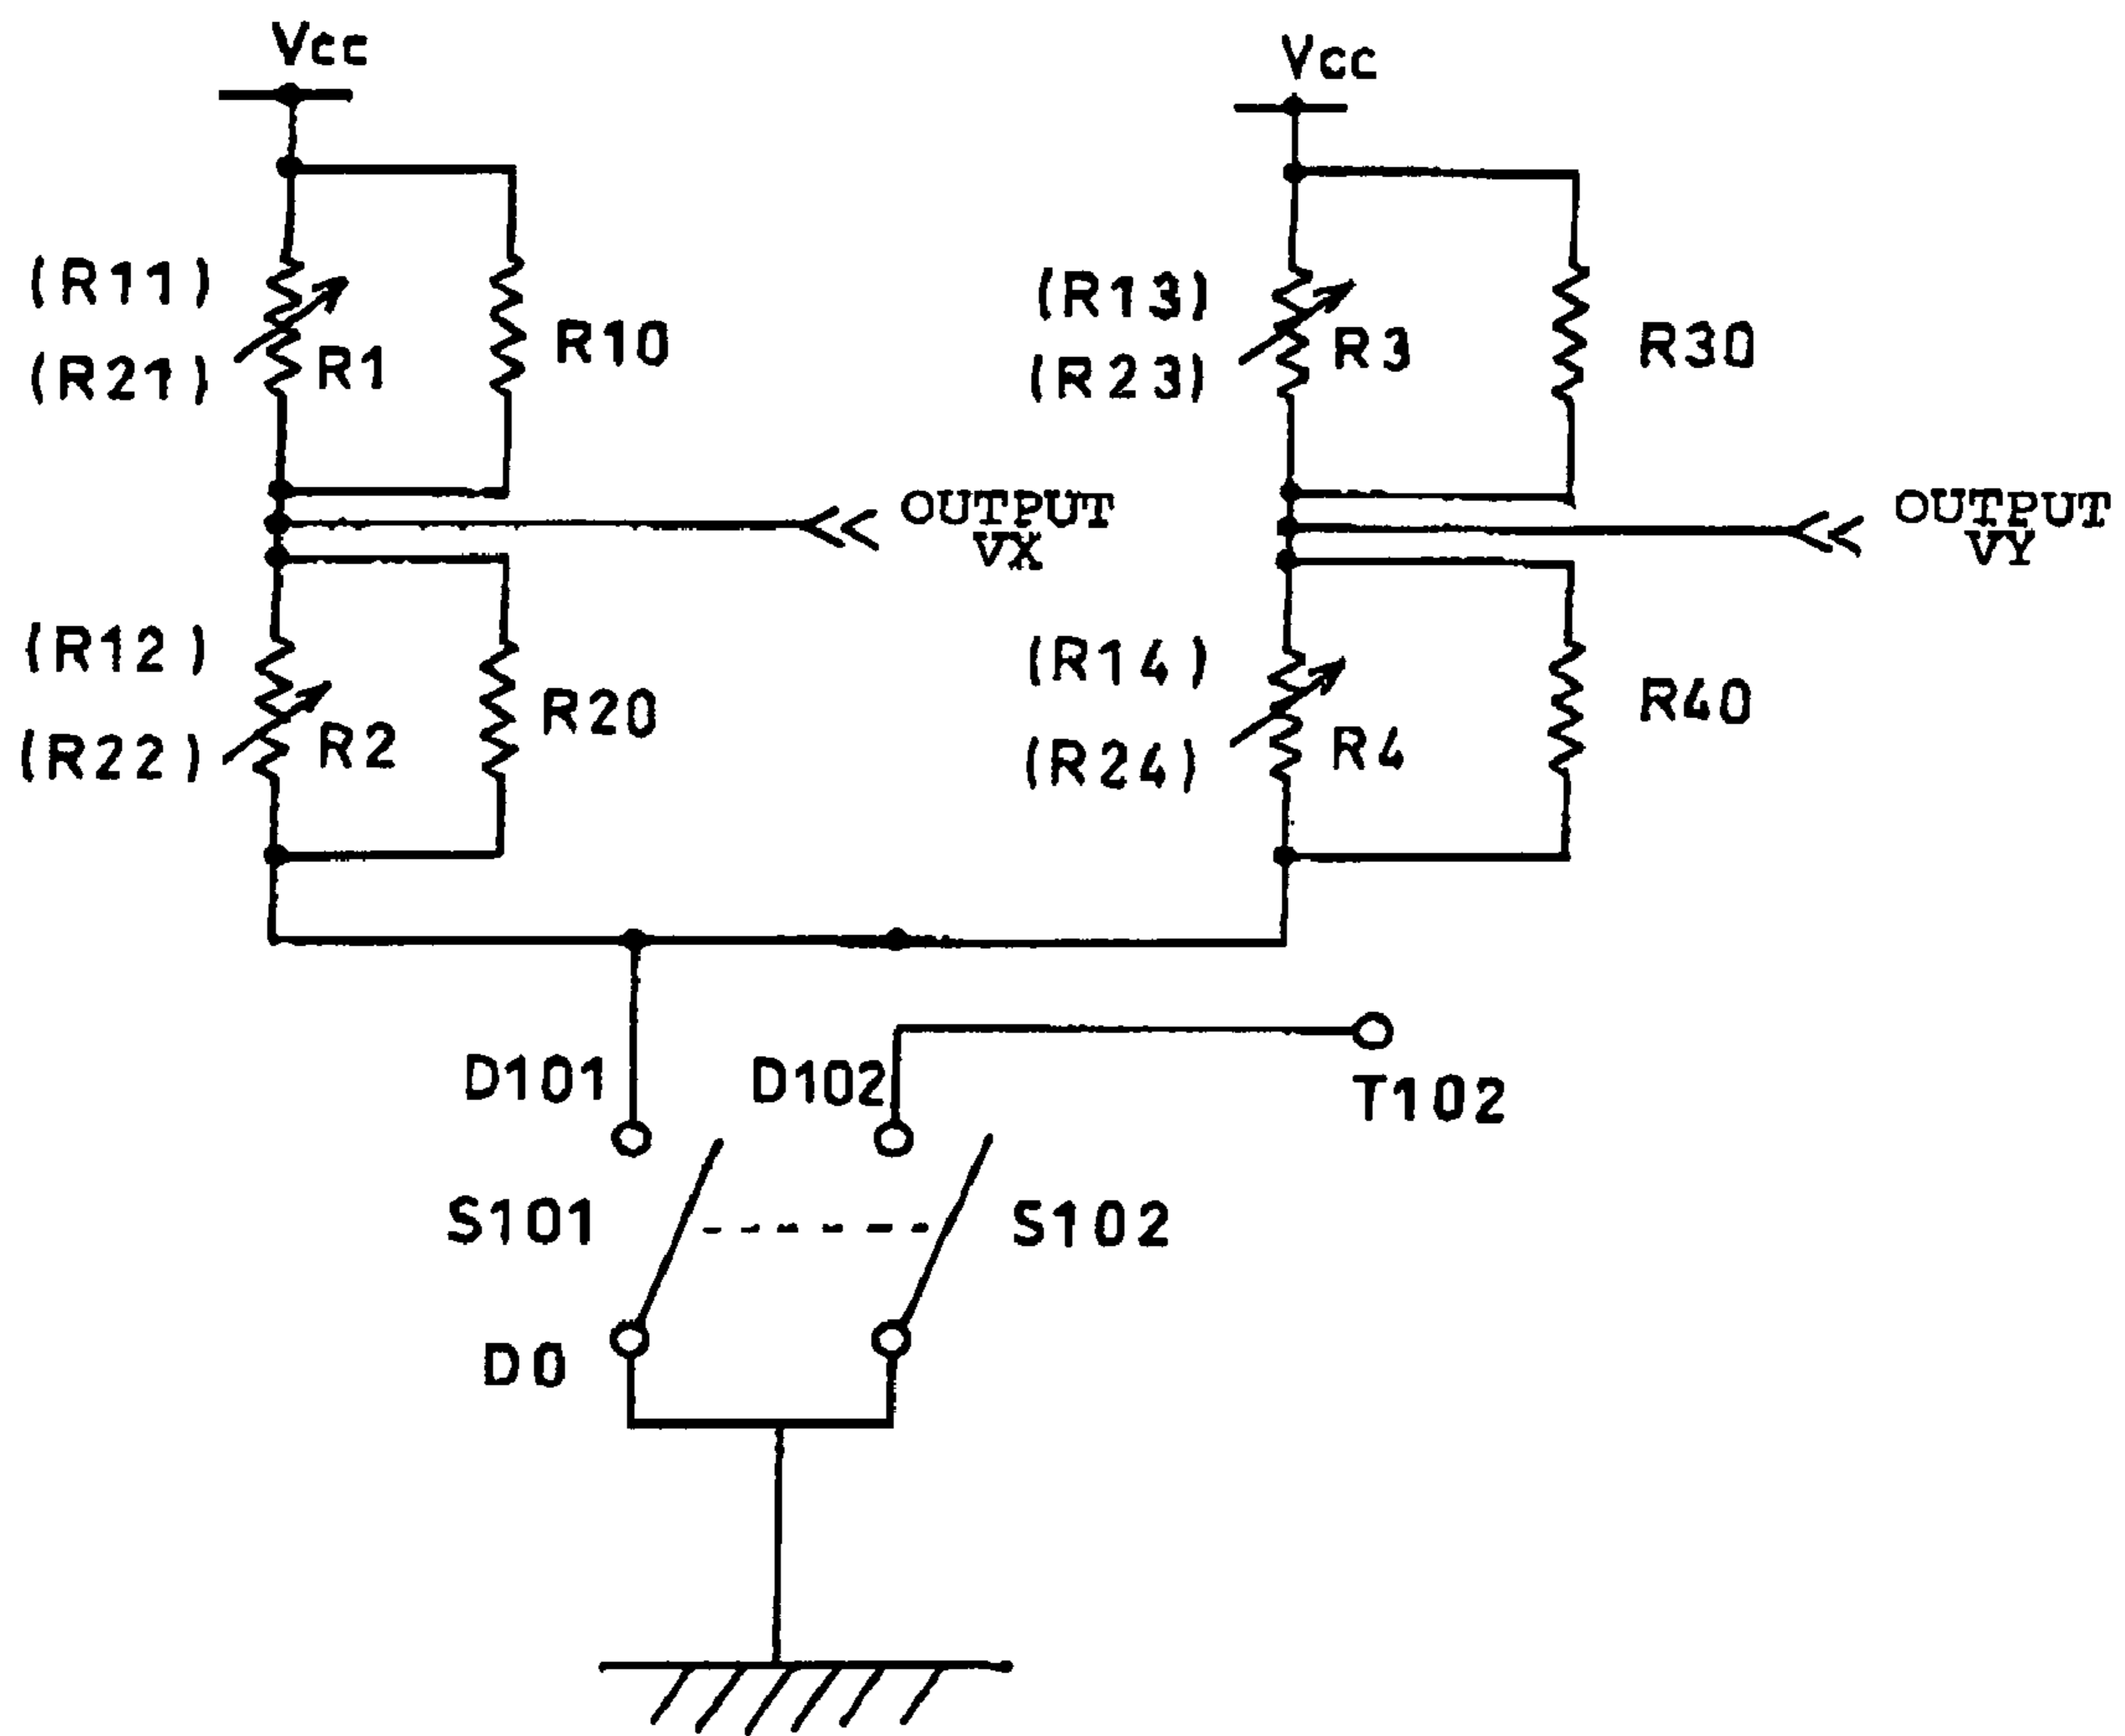 Vcc
Vcc
(R11)
(R21)
R1
R10
(R13)
(R23)
R3
R30
OUTPUT
VX
OUTPUT
VY
(R12)
(R22)
R2
R20
(R14)
(R24)
R4
R40
D101
D102
T102
S101
S102
D0